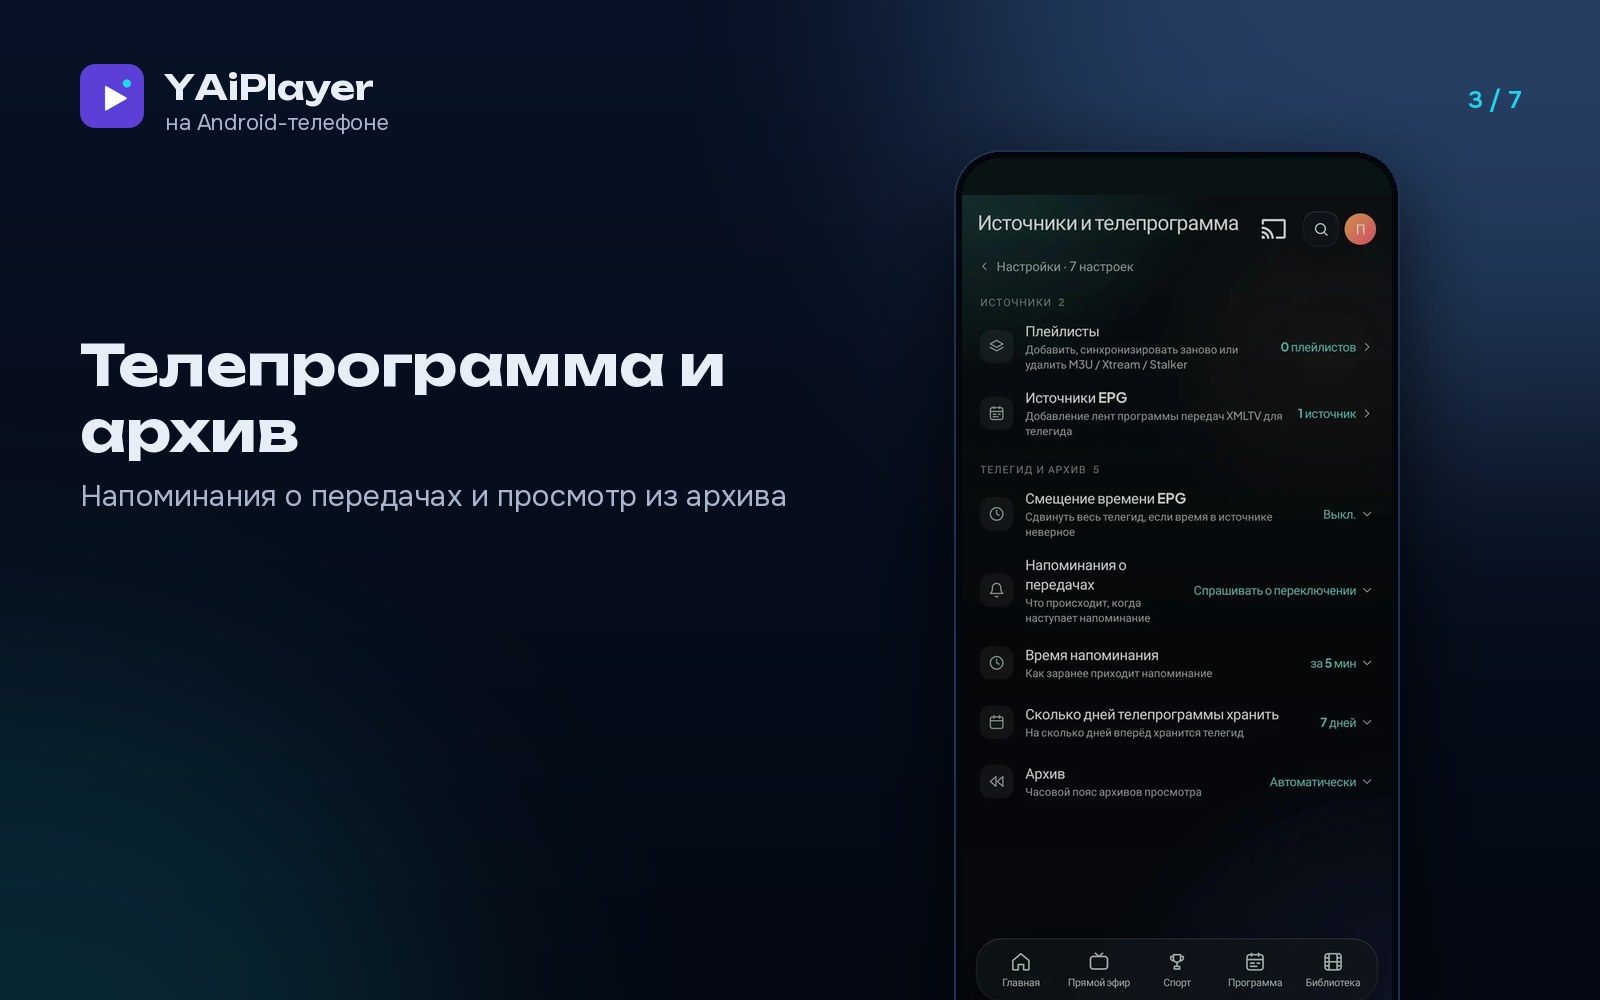 YAiPlayer
на Android-телефоне
3 / 7
Телепрограмма и
архив
Напоминания о передачах и просмотр из архива
Источники и телепрограмма
П
Настройки · 7 настроек
ИСТОЧНИКИ 2
Плейлисты
Добавить, синхронизировать заново или
удалить M3U / Xtream / Stalker
0 плейлистов
Источники EPG
Добавление лент программы передач XMLTV для
телегида
1 источник
ТЕЛЕГИД И АРХИВ 5
Смещение времени EPG
Сдвинуть весь телегид, если время в источнике
неверное
Выкл.
Напоминания о
передачах
Что происходит, когда
наступает напоминание
Спрашивать о переключении
Время напоминания
Как заранее приходит напоминание
за 5 мин
Сколько дней телепрограммы хранить
На сколько дней вперёд хранится телегид
7 дней
Архив
Часовой пояс архивов просмотра
Автоматически
Главная
Прямой эфир
Спорт
Программа
Библиотека